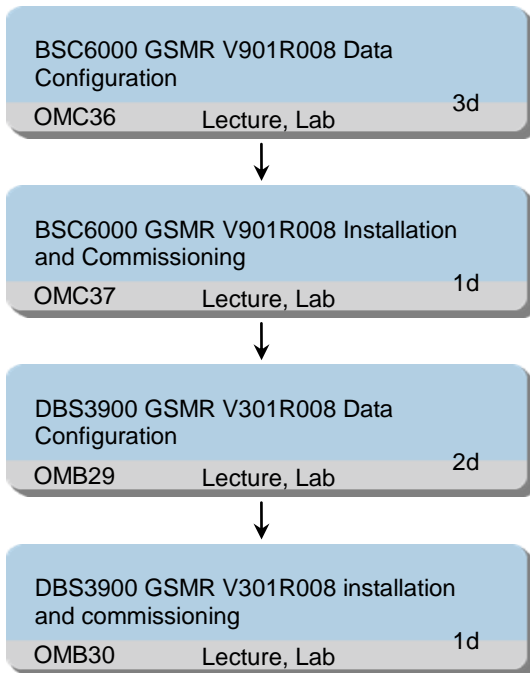 BSC6000 GSMR V901R008 Data
Configuration
3d
OMC36 Lecture, Lab
BSC6000 GSMR V901R008 Installation
and Commissioning
1d
OMC37 Lecture, Lab
DBS3900 GSMR V301R008 Data
Configuration
2d
OMB29 Lecture, Lab
DBS3900 GSMR V301R008 installation
and commissioning
1d
OMB30 Lecture, Lab